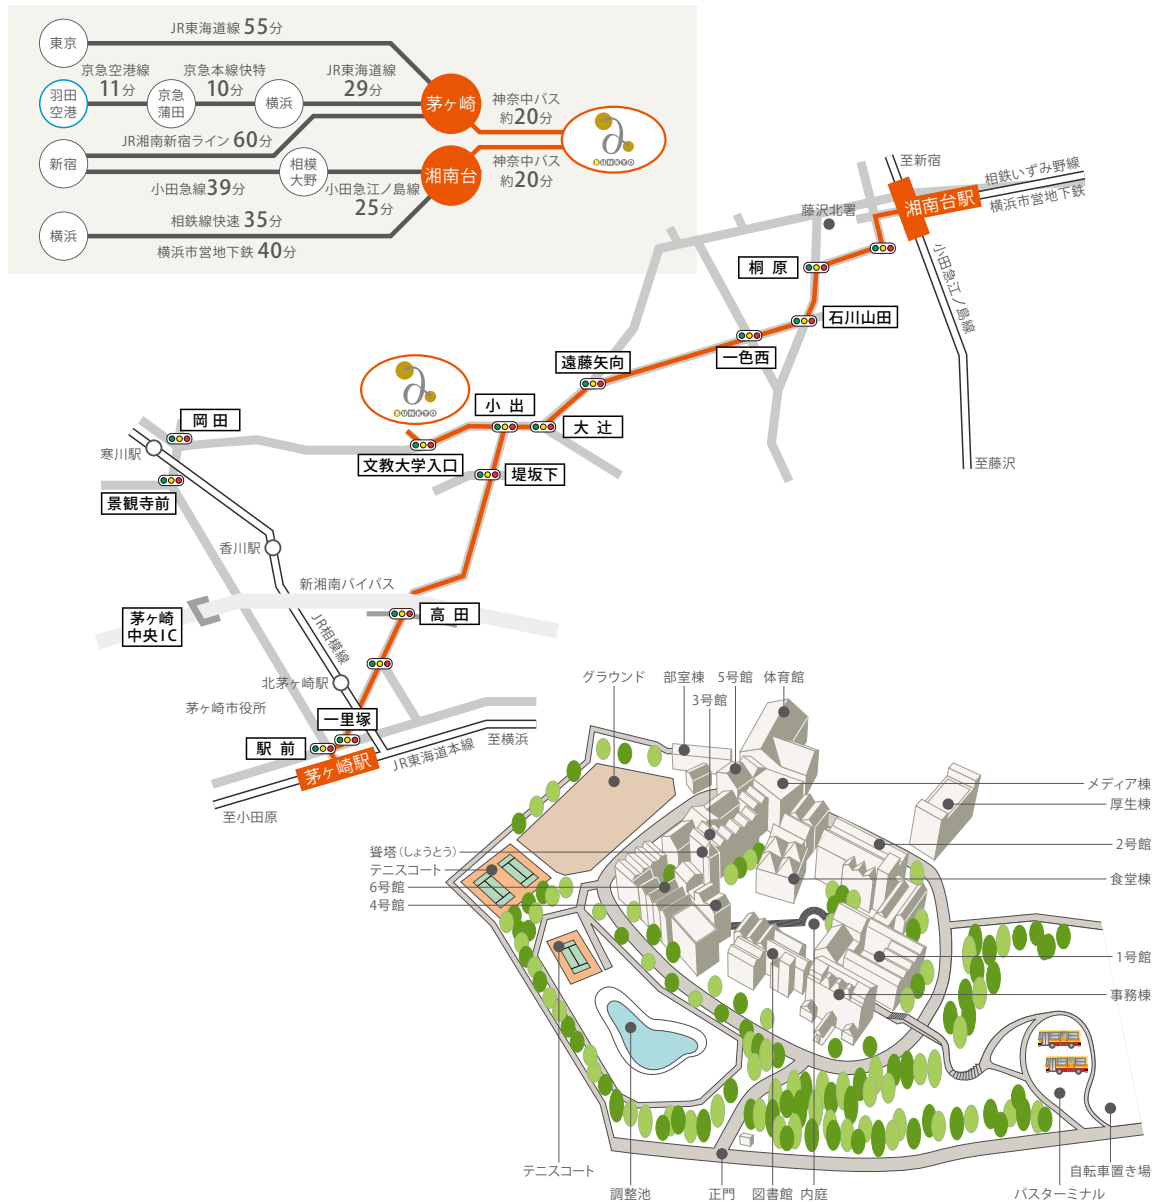 東京
JR東海道線 55分
羽田
空港
京急空港線
11分
京急
蒲田
京急本線快特
10分
横浜
JR東海道線
29分
茅ヶ崎
神奈中バス
約20分
BUNKYO
新宿
JR湘南新宿ライン 60分
小田急線39分
相模
大野
小田急江ノ島線
25分
湘南台
神奈中バス
約20分
横浜
相鉄線快速 35分
横浜市営地下鉄 40分
至新宿
相鉄いずみ野線
湘南台駅
横浜市営地下鉄
藤沢北署
桐原
小田急江ノ島線
石川山田
一色西
遠藤矢向
BUNKYO
小出
大辻
岡田
文教大学入口
堤坂下
至藤沢
寒川駅
景観寺前
香川駅
新湘南バイパス
茅ヶ崎
中央IC
高田
JR相模線
北茅ヶ崎駅
茅ヶ崎市役所
一里塚
駅前
茅ヶ崎駅
JR東海道本線
至横浜
至小田原
グラウンド
部室棟
5号館
体育館
3号館
メディア棟
厚生棟
2号館
聳塔(しょうとう)
テニスコート
6号館
4号館
食堂棟
1号館
事務棟
テニスコート
調整池
正門
図書館
内庭
バスターミナル
自転車置き場